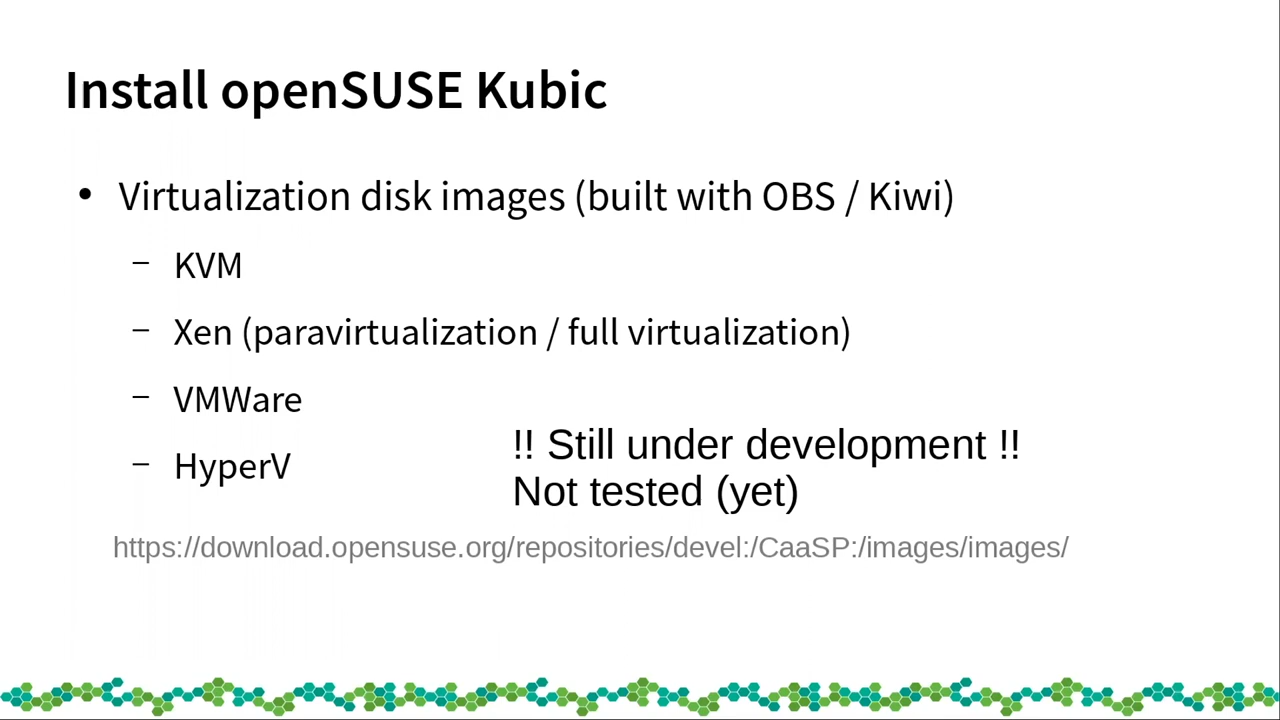 Install openSUSE Kubic
• Virtualization disk images (built with OBS / Kiwi)
– KVM
– Xen (paravirtualization / full virtualization)
– VMWare
– HyperV
!! Still under development !!
Not tested (yet)
https://download.opensuse.org/repositories/devel:/CaaSP:/images/images/